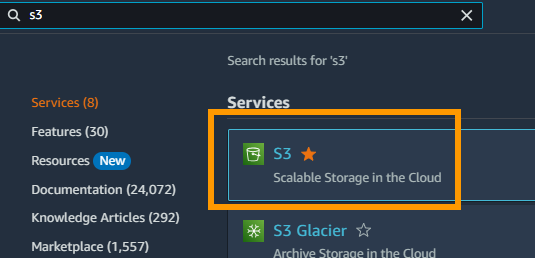 s3
Search results for 's3'
Services (8)
Services
Features (30)
S3
Resources New
Scalable Storage in the Cloud
Documentation (24,072)
Knowledge Articles (292)
S3 Glacier
Marketplace (1,557)
Archive Storage in the Cloud